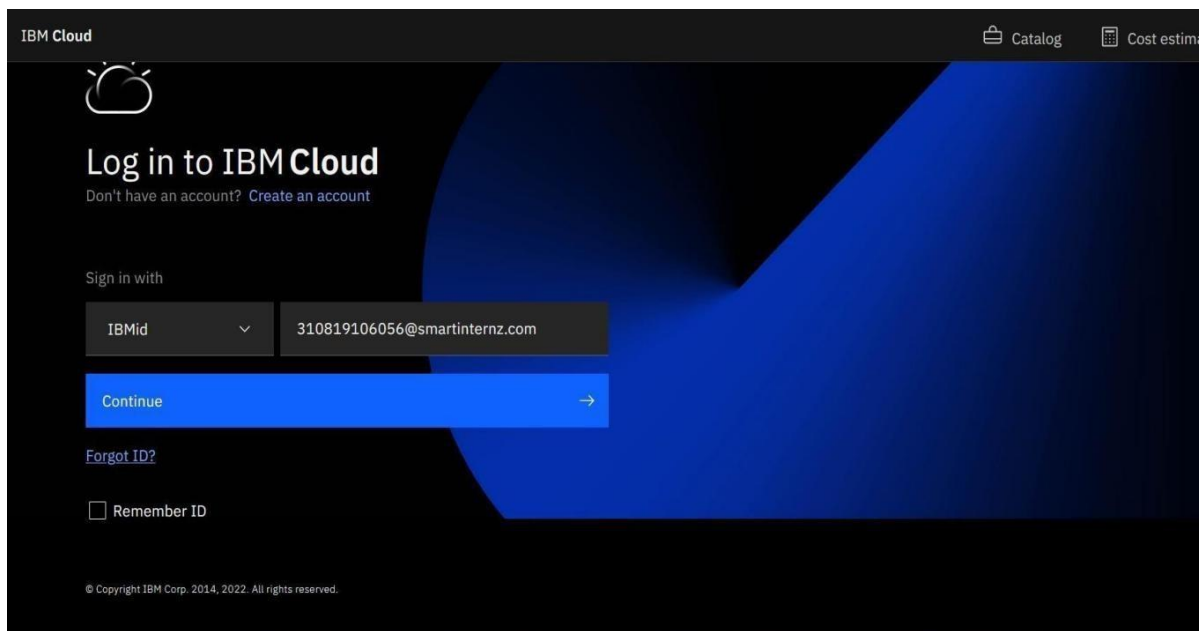 IBM Cloud
Catalog
Cost estima
Log in to IBM Cloud
Don't have an account? Create an account
Sign in with
IBMid
310819106056@smartinternz.com
Continue
Forgot ID?
Remember ID
© Copyright IBM Corp. 2014, 2022. All rights reserved.